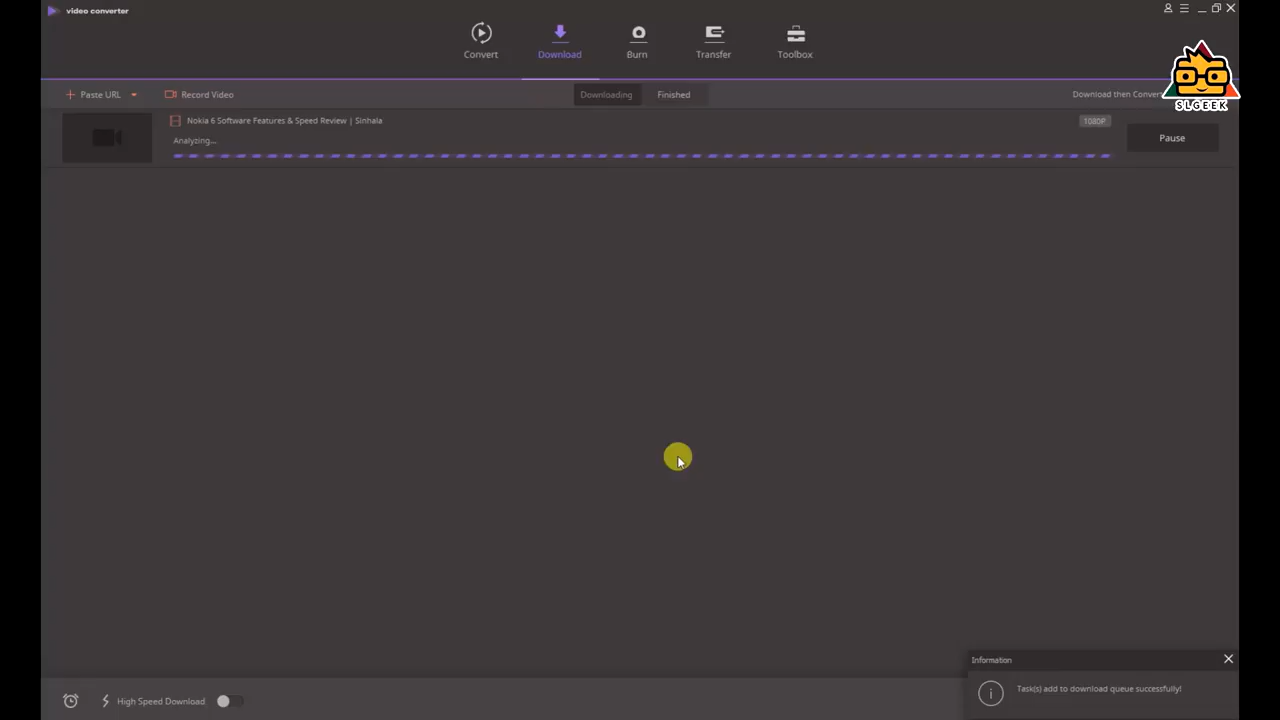 video converter
Convert
Download
Burn
Transfer
Toolbox
Paste URL
Record Video
Downloading
Finished
Download then
SLGEEK
Nokia 6 Software Features & Speed Review | Sinhala
1080P
Analyzing...
Pause
Information
Task(s) add to download queue successfully!
High Speed Download